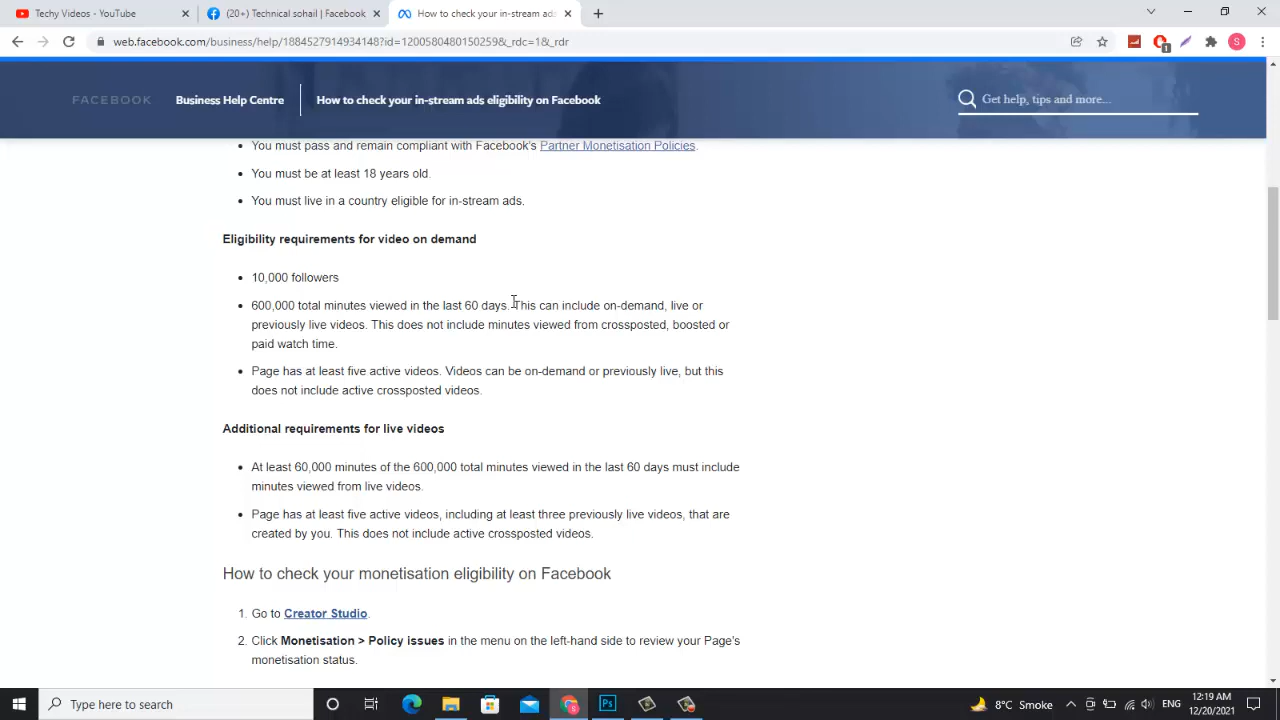 Techy Videos - YouTube
(20+) Technical sohail | Facebook
How to check your in-stream ads
web.facebook.com/business/help/1884527914934148?id=12005804801502​59&_rdc=1&_rdr
FACEBOOK
Business Help Centre
How to check your in-stream ads eligibility on Facebook
Get help, tips and more...
• You must pass and remain compliant with Facebook's Partner Monetisation Policies.
• You must be at least 18 years old.
• You must live in a country eligible for in-stream ads.
Eligibility requirements for video on demand
• 10,000 followers
• 600,000 total minutes viewed in the last 60 days. This can include on-demand, live or
previously live videos. This does not include minutes viewed from crossposted, boosted or
paid watch time.
• Page has at least five active videos. Videos can be on-demand or previously live, but this
does not include active crossposted videos.
Additional requirements for live videos
• At least 60,000 minutes of the 600,000 total minutes viewed in the last 60 days must include
minutes viewed from live videos.
• Page has at least five active videos, including at least three previously live videos, that are
created by you. This does not include active crossposted videos.
How to check your monetisation eligibility on Facebook
1. Go to Creator Studio.
2. Click Monetisation > Policy issues in the menu on the left-hand side to review your Page's
monetisation status.
Type here to search
Ps
8°C Smoke
ENG
12:19 AM
12/20/2021
S
1